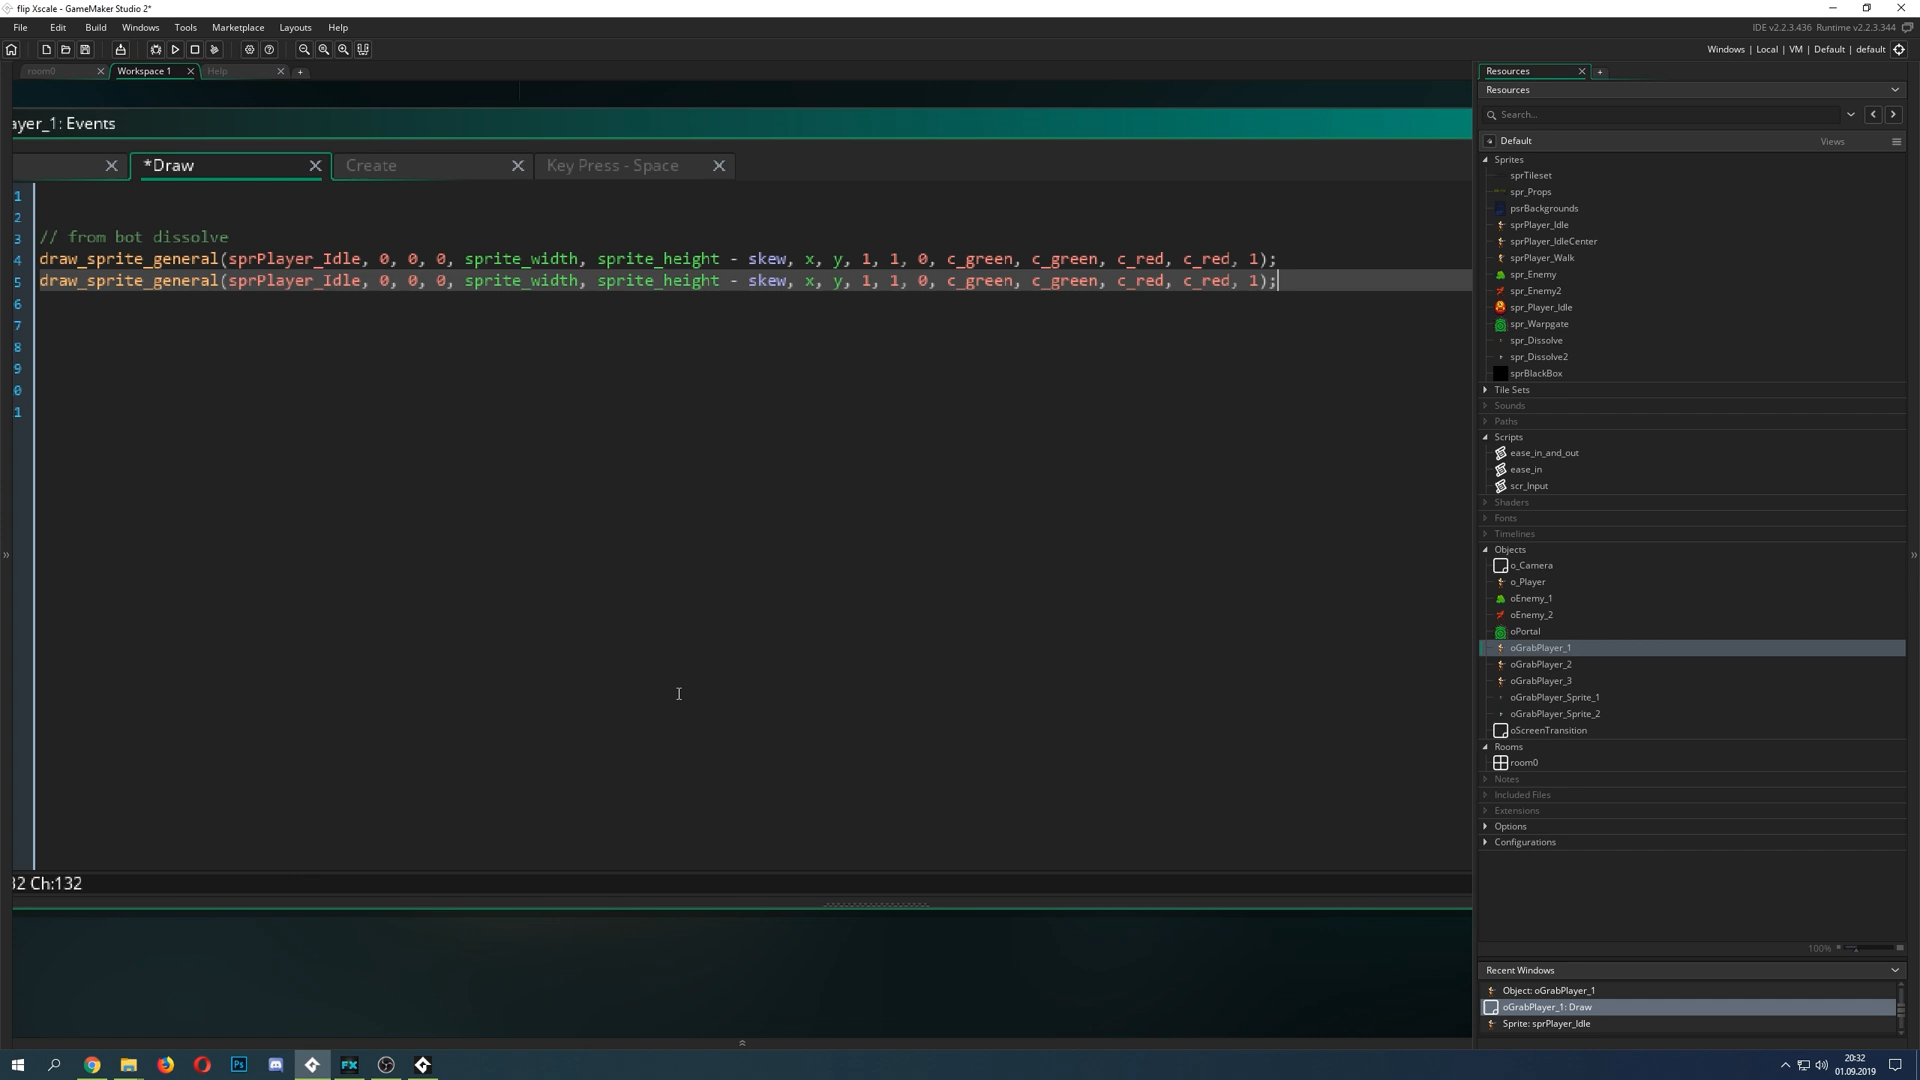 flip Xscale - GameMaker Studio 2*
File Edit Build Windows Tools Marketplace Layouts Help
IDE v2.2.3.436 Runtime v2.2.3.344
Windows | Local | VM | Default | default
room0 Workspace 1 Help
ayer_1: Events
*Draw Create Key Press - Space
1
2
3 // from bot dissolve
4 draw_sprite_general(sprPlayer_Idle, 0, 0, 0, sprite_width, sprite_height - skew, x, y, 1, 1, 0, c_green, c_green, c_red, c_red, 1);
5 draw_sprite_general(sprPlayer_Idle, 0, 0, 0, sprite_width, sprite_height - skew, x, y, 1, 1, 0, c_green, c_green, c_red, c_red, 1);
6
7
8
9
0
1
32 Ch:132
Resources
Resources
Search...
Default Views
Sprites
sprTileset
spr_Props
psrBackgrounds
sprPlayer_Idle
sprPlayer_IdleCenter
sprPlayer_Walk
spr_Enemy
spr_Enemy2
spr_Player_Idle
spr_Warpgate
spr_Dissolve
spr_Dissolve2
sprBlackBox
Tile Sets
Sounds
Paths
Scripts
ease_in_and_out
ease_in
scr_Input
Shaders
Fonts
Timelines
Objects
o_Camera
o_Player
oEnemy_1
oEnemy_2
oPortal
oGrabPlayer_1
oGrabPlayer_2
oGrabPlayer_3
oGrabPlayer_Sprite_1
oGrabPlayer_Sprite_2
oScreenTransition
Rooms
room0
Notes
Included Files
Extensions
Options
Configurations
100%
Recent Windows
Object: oGrabPlayer_1
oGrabPlayer_1: Draw
Sprite: sprPlayer_Idle
Ps
FX
20:32
01.09.2019